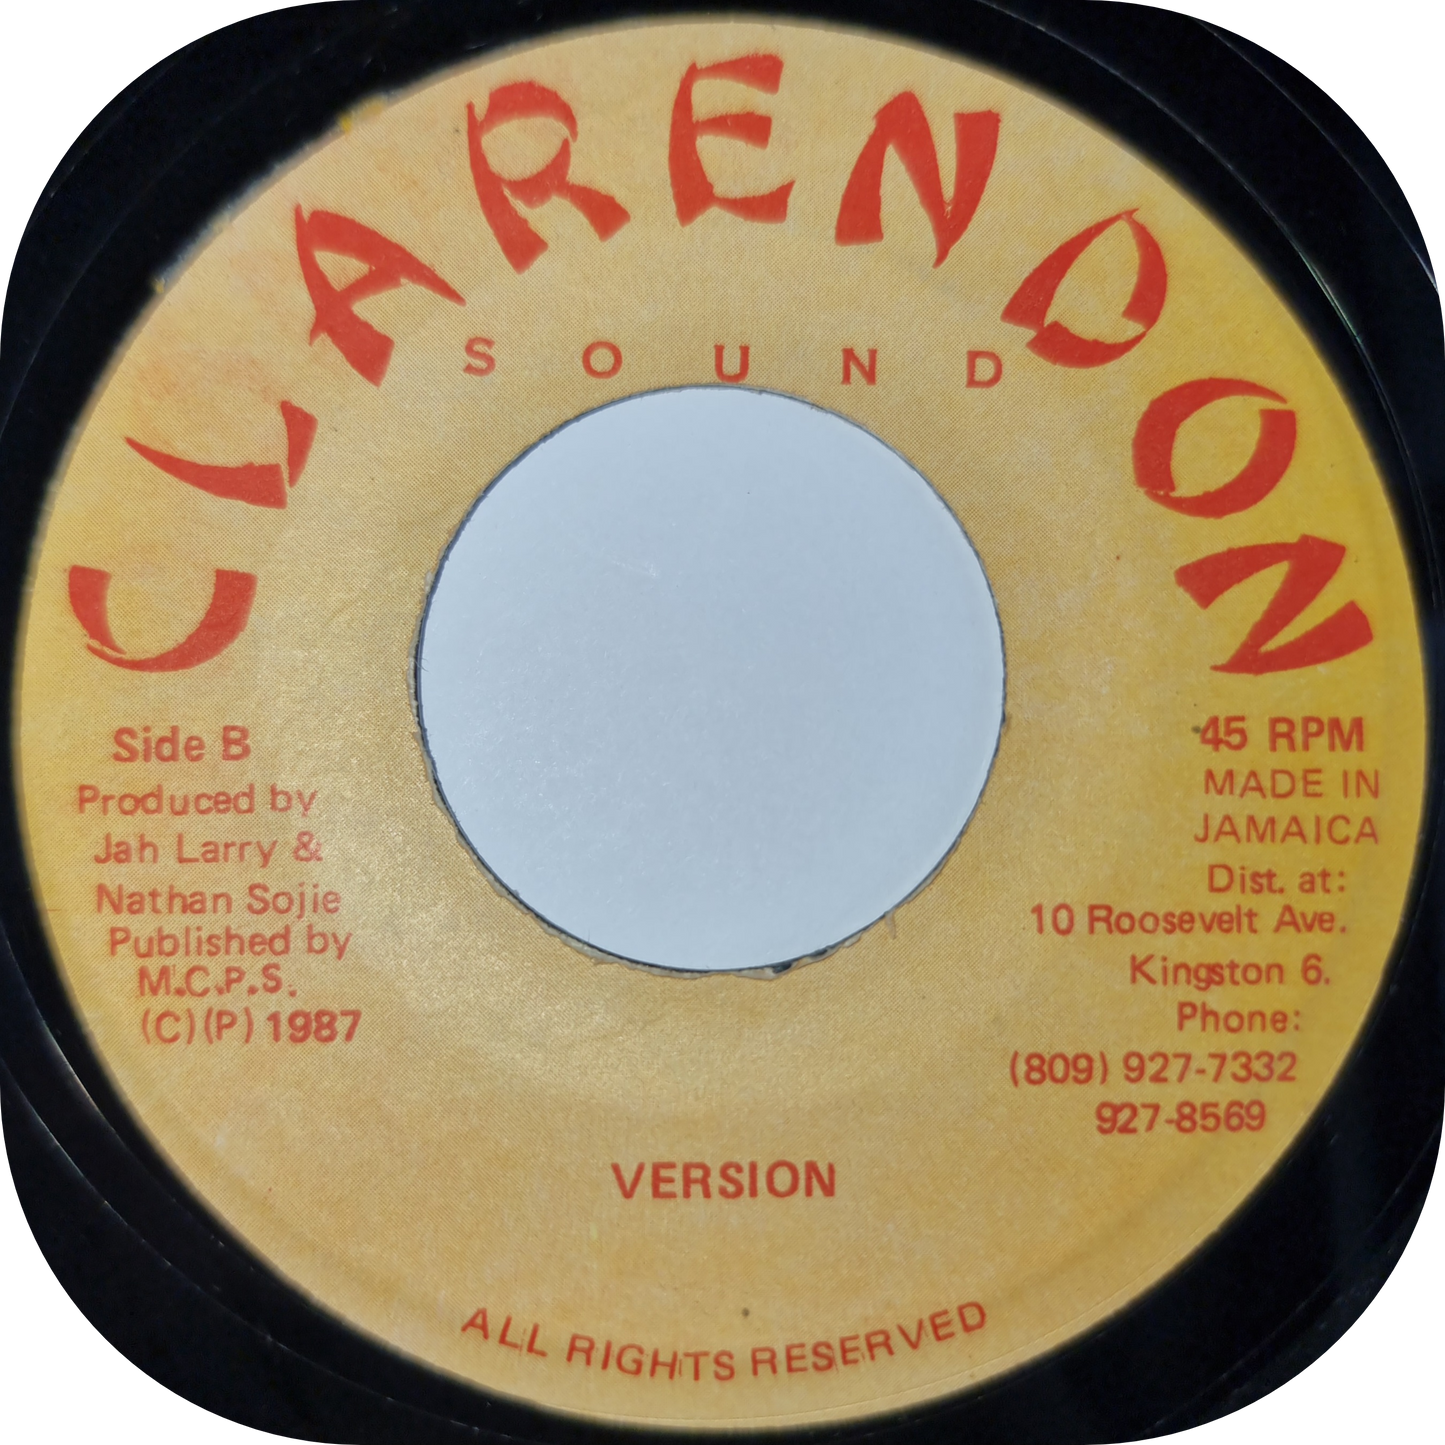 CLARENDON
SOUND
Side B
Produced by
Jah Larry &
Nathan Sojie
Published by
M.C.P.S.
(C) (P) 1987
45 RPM
MADE IN
JAMAICA
Dist. at:
10 Roosevelt Ave.
Kingston 6.
Phone:
(809) 927-7332
927-8569
VERSION
ALL RIGHTS RESERVED